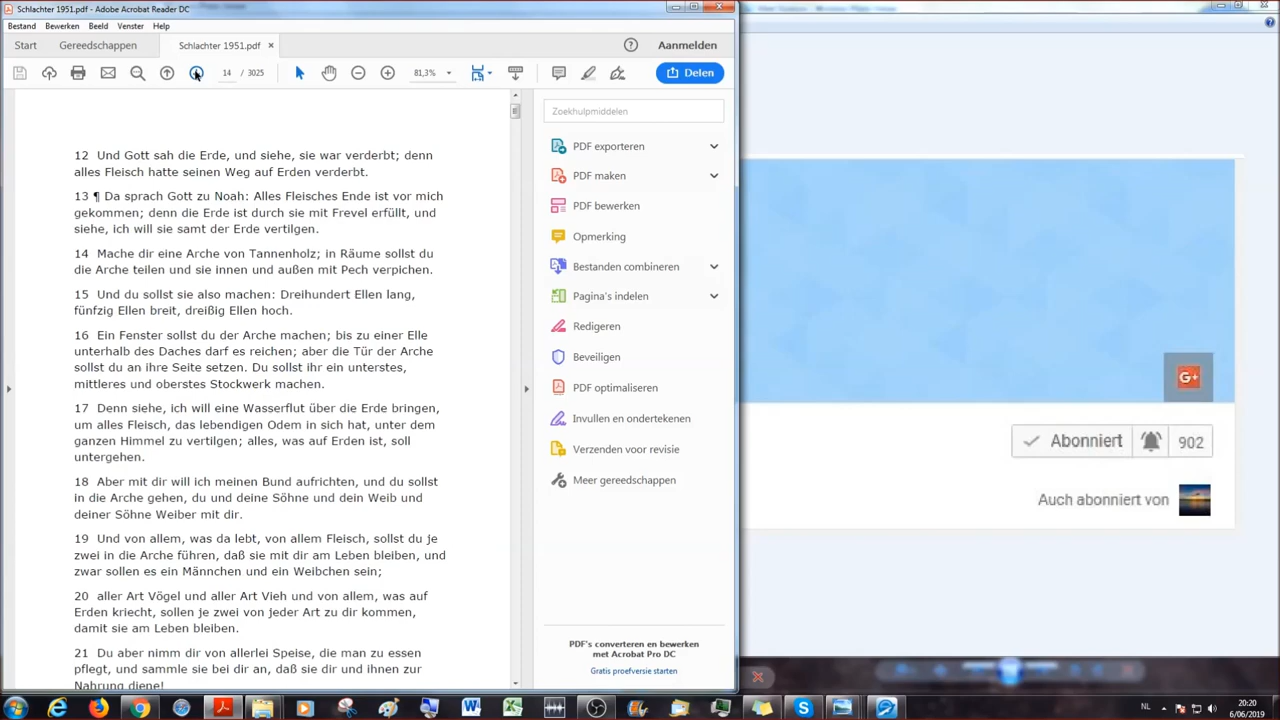 Schlachter 1951.pdf - Adobe Acrobat Reader DC
Bestand Bewerken Beeld Venster Help
Start Gereedschappen Schlachter 1951.pdf × Aanmelden
14 / 3025 81,3% Delen
12 Und Gott sah die Erde, und siehe, sie war verderbt; denn
alles Fleisch hatte seinen Weg auf Erden verderbt.
13 ¶ Da sprach Gott zu Noah: Alles Fleisches Ende ist vor mich
gekommen; denn die Erde ist durch sie mit Frevel erfüllt, und
siehe, ich will sie samt der Erde vertilgen.
14 Mache dir eine Arche von Tannenholz; in Räume sollst du
die Arche teilen und sie innen und außen mit Pech verpichen.
15 Und du sollst sie also machen: Dreihundert Ellen lang,
fünfzig Ellen breit, dreißig Ellen hoch.
16 Ein Fenster sollst du der Arche machen; bis zu einer Elle
unterhalb des Daches darf es reichen; aber die Tür der Arche
sollst du an ihre Seite setzen. Du sollst ihr ein unterstes,
mittleres und oberstes Stockwerk machen.
17 Denn siehe, ich will eine Wasserflut über die Erde bringen,
um alles Fleisch, das lebendigen Odem in sich hat, unter dem
ganzen Himmel zu vertilgen; alles, was auf Erden ist, soll
untergehen.
18 Aber mit dir will ich meinen Bund aufrichten, und du sollst
in die Arche gehen, du und deine Söhne und dein Weib und
deiner Söhne Weiber mit dir.
19 Und von allem, was da lebt, von allem Fleisch, sollst du je
zwei in die Arche führen, daß sie mit dir am Leben bleiben, und
zwar sollen es ein Männchen und ein Weibchen sein;
20 aller Art Vögel und aller Art Vieh und von allem, was auf
Erden kriecht, sollen je zwei von jeder Art zu dir kommen,
damit sie am Leben bleiben.
21 Du aber nimm dir von allerlei Speise, die man zu essen
pflegt, und sammle sie bei dir an, daß sie dir und ihnen zur
Nahrung diene!
Zoekhulpmiddelen
PDF exporteren
PDF maken
PDF bewerken
Opmerking
Bestanden combineren
Pagina's indelen
Redigeren
Beveiligen
PDF optimaliseren
Invullen en ondertekenen
Verzenden voor revisie
Meer gereedschappen
PDF's converteren en bewerken
met Acrobat Pro DC
Gratis proefversie starten
G+
Abonniert 902
Auch abonniert von
NL 20:20
6/06/2019